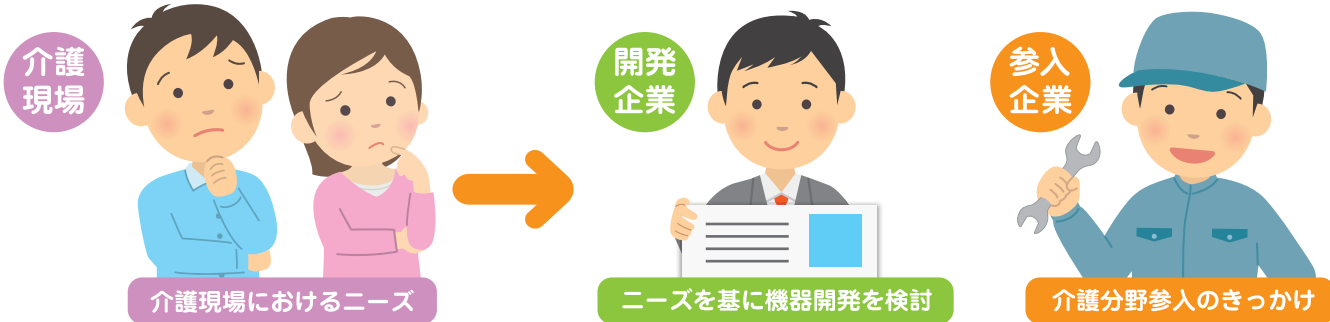 介護
現場
開発
企業
参入
企業
介護現場におけるニーズ
ニーズを基に機器開発を検討
介護分野参入のきっかけ